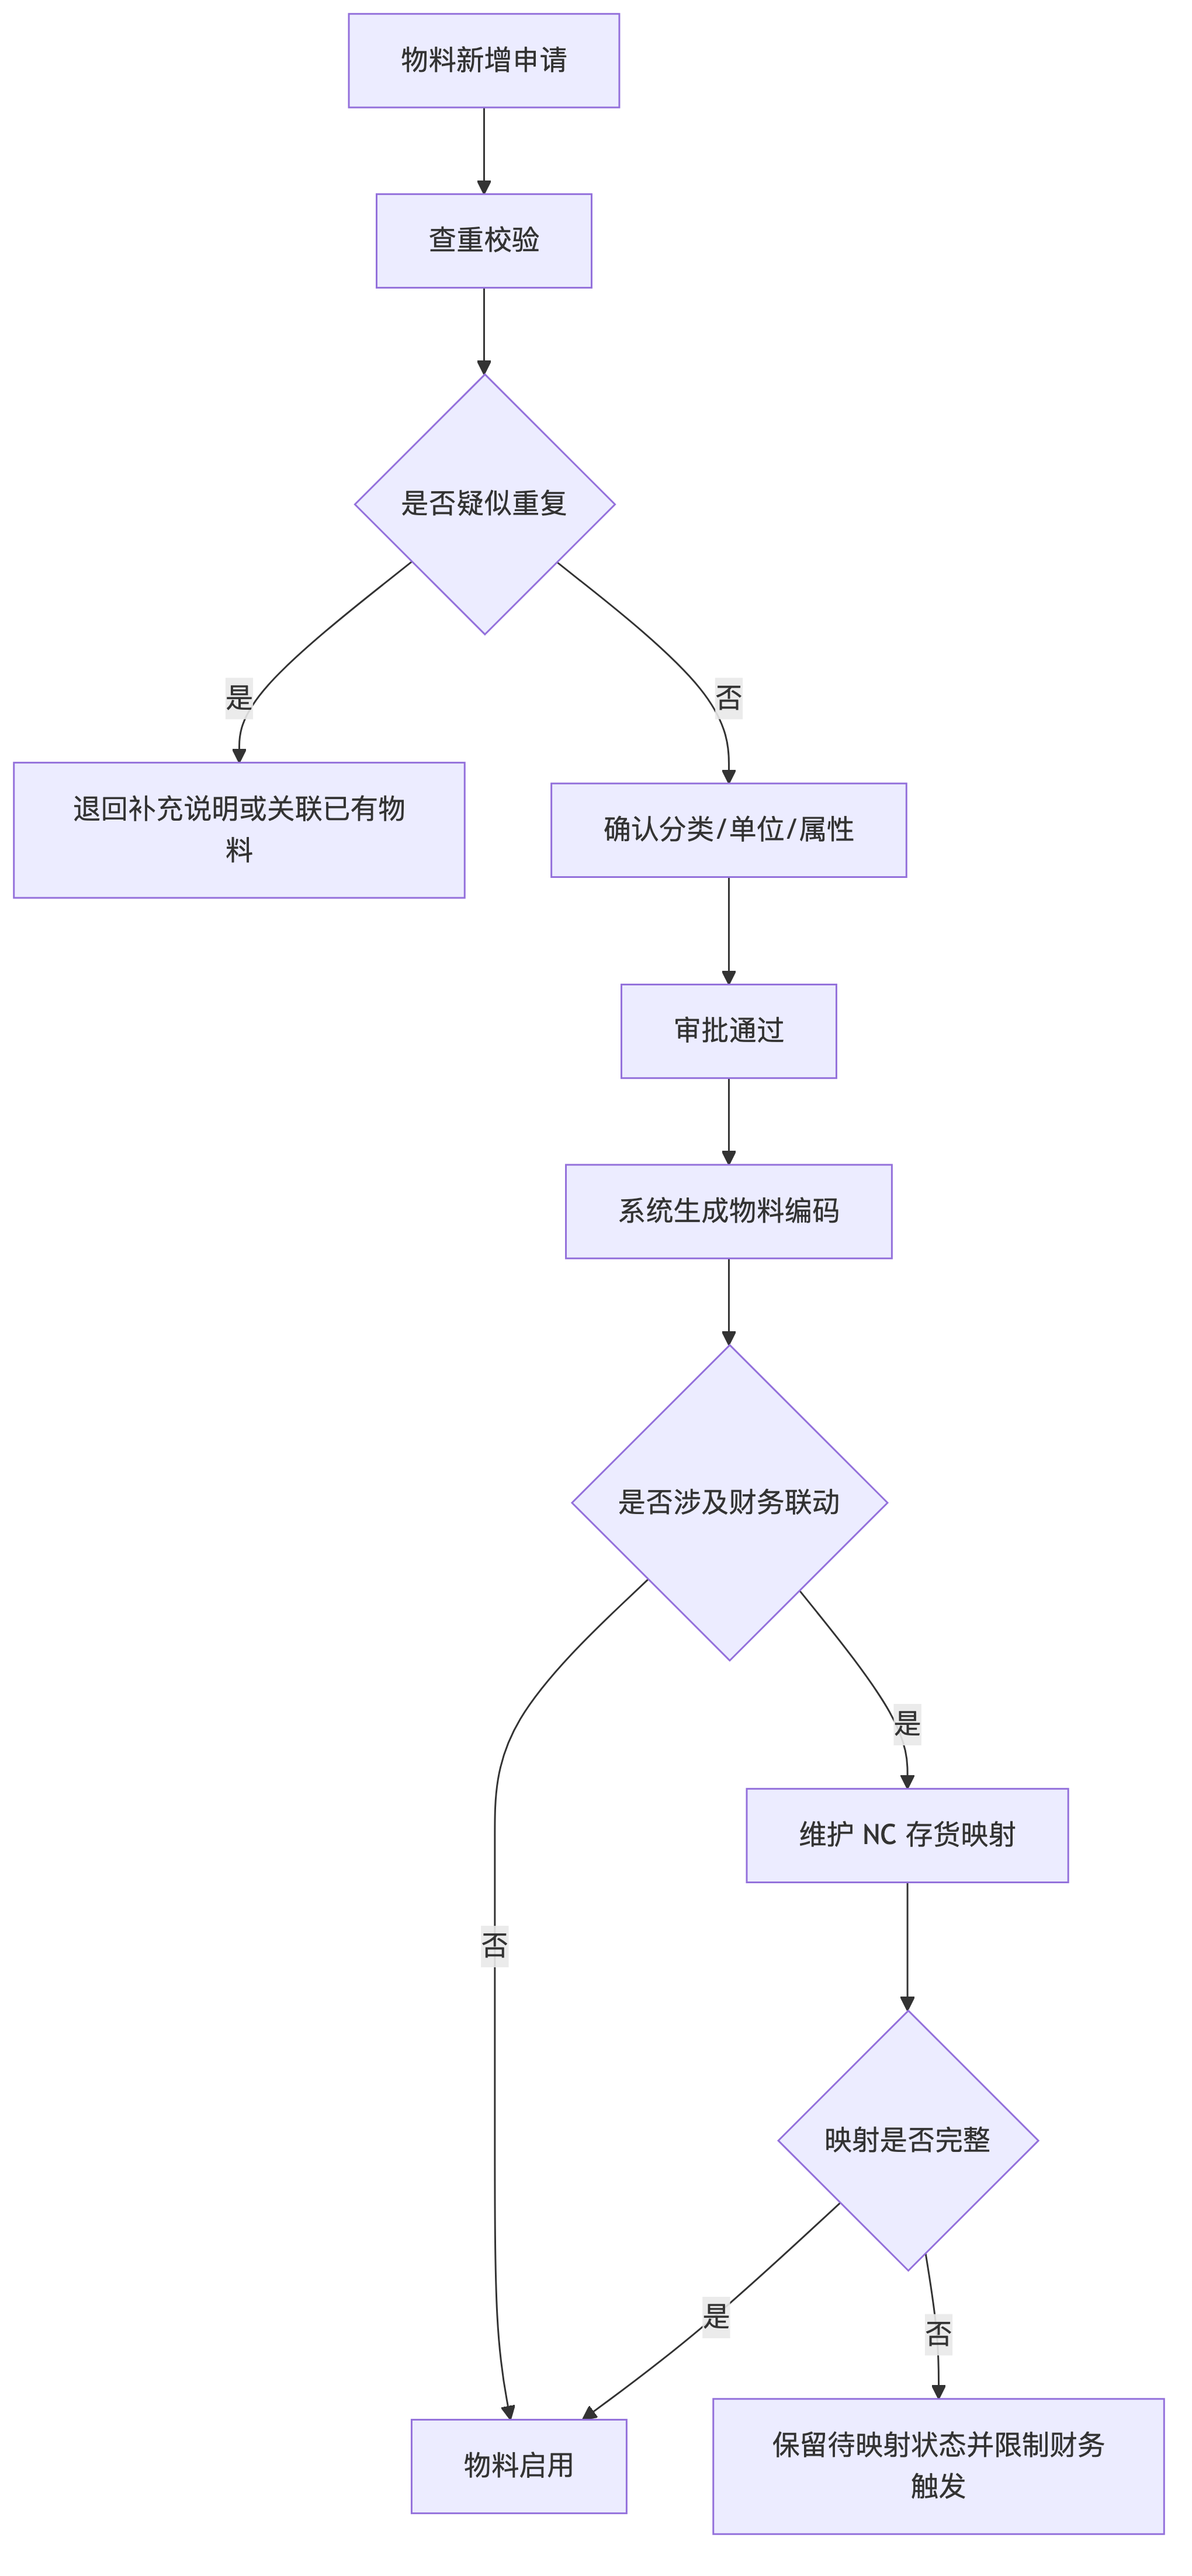 物料新增申请
查重校验
是否疑似重复
是
否
退回补充说明或关联已有物
料
确认分类/单位/属性
审批通过
系统生成物料编码
是否涉及财务联动
是
维护 NC 存货映射
否
映射是否完整
是
否
物料启用
保留待映射状态并限制财务
触发